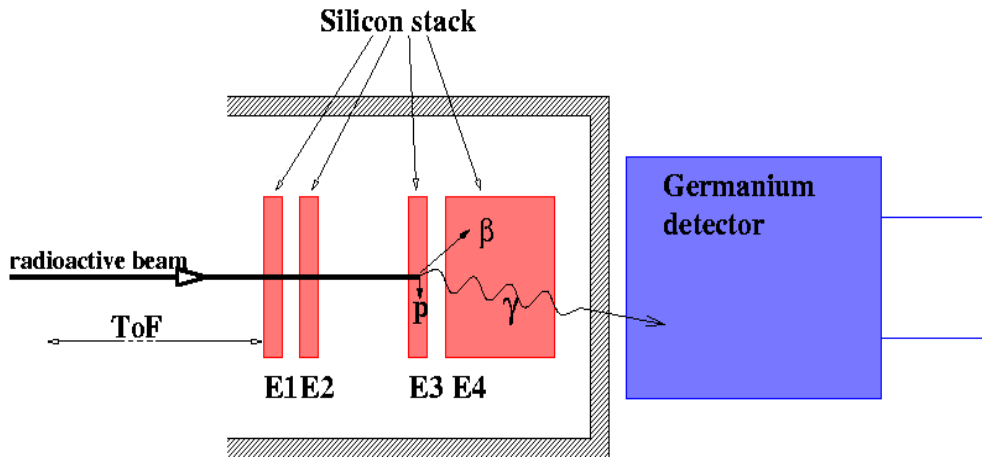 Silicon stack
Germanium
detector
β
radioactive beam
p
γ
ToF
E1 E2 E3 E4